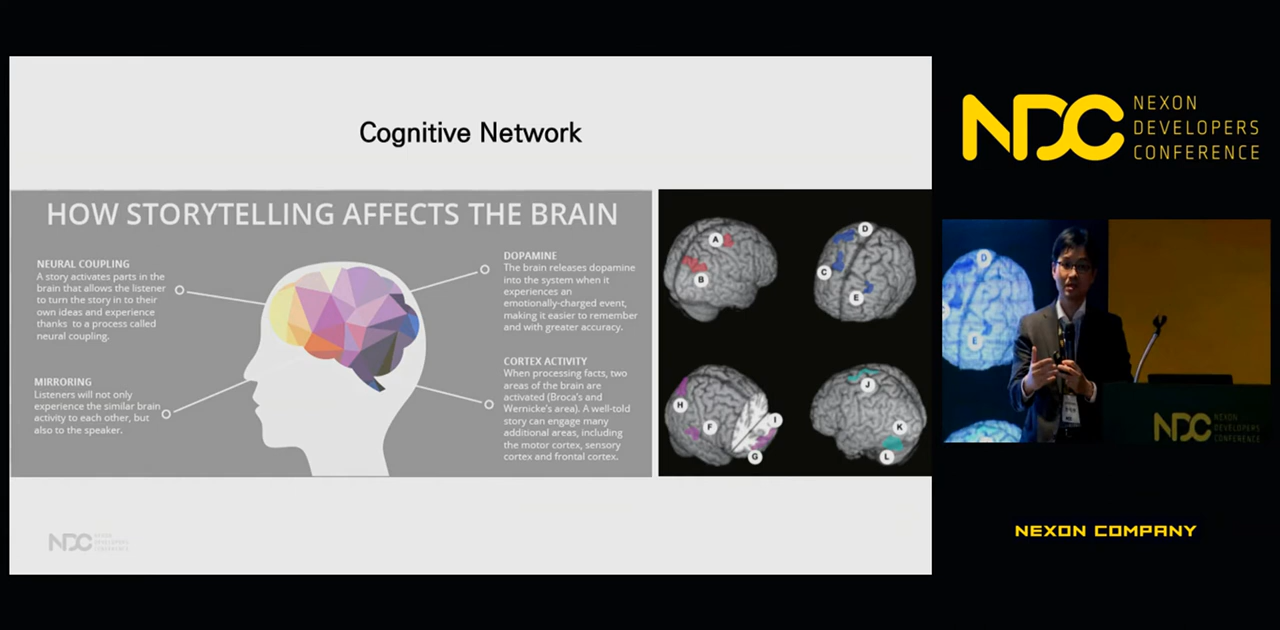 Cognitive Network
HOW STORYTELLING AFFECTS THE BRAIN
NEURAL COUPLING
A story activates parts in the
brain that allows the listener
to turn the story in to their
own ideas and experience
thanks to a process called
neural coupling.
MIRRORING
Listeners will not only
experience the similar brain
activity to each other, but
also to the speaker.
DOPAMINE
The brain releases dopamine
into the system when it
experiences an
emotionally-charged event,
making it easier to remember
and with greater accuracy.
CORTEX ACTIVITY
When processing facts, two
areas of the brain are
activated (Broca's and
Wernicke's area). A well-told
story can engage many
additional areas, including
the motor cortex, sensory
cortex and frontal cortex.
A
B
D
C
E
H
F
I
G
J
K
L
NDC
NDC
NEXON
DEVELOPERS
CONFERENCE
D
E
NDC
NEXON
DEVELOPERS
CONFERENCE
NEXON COMPANY